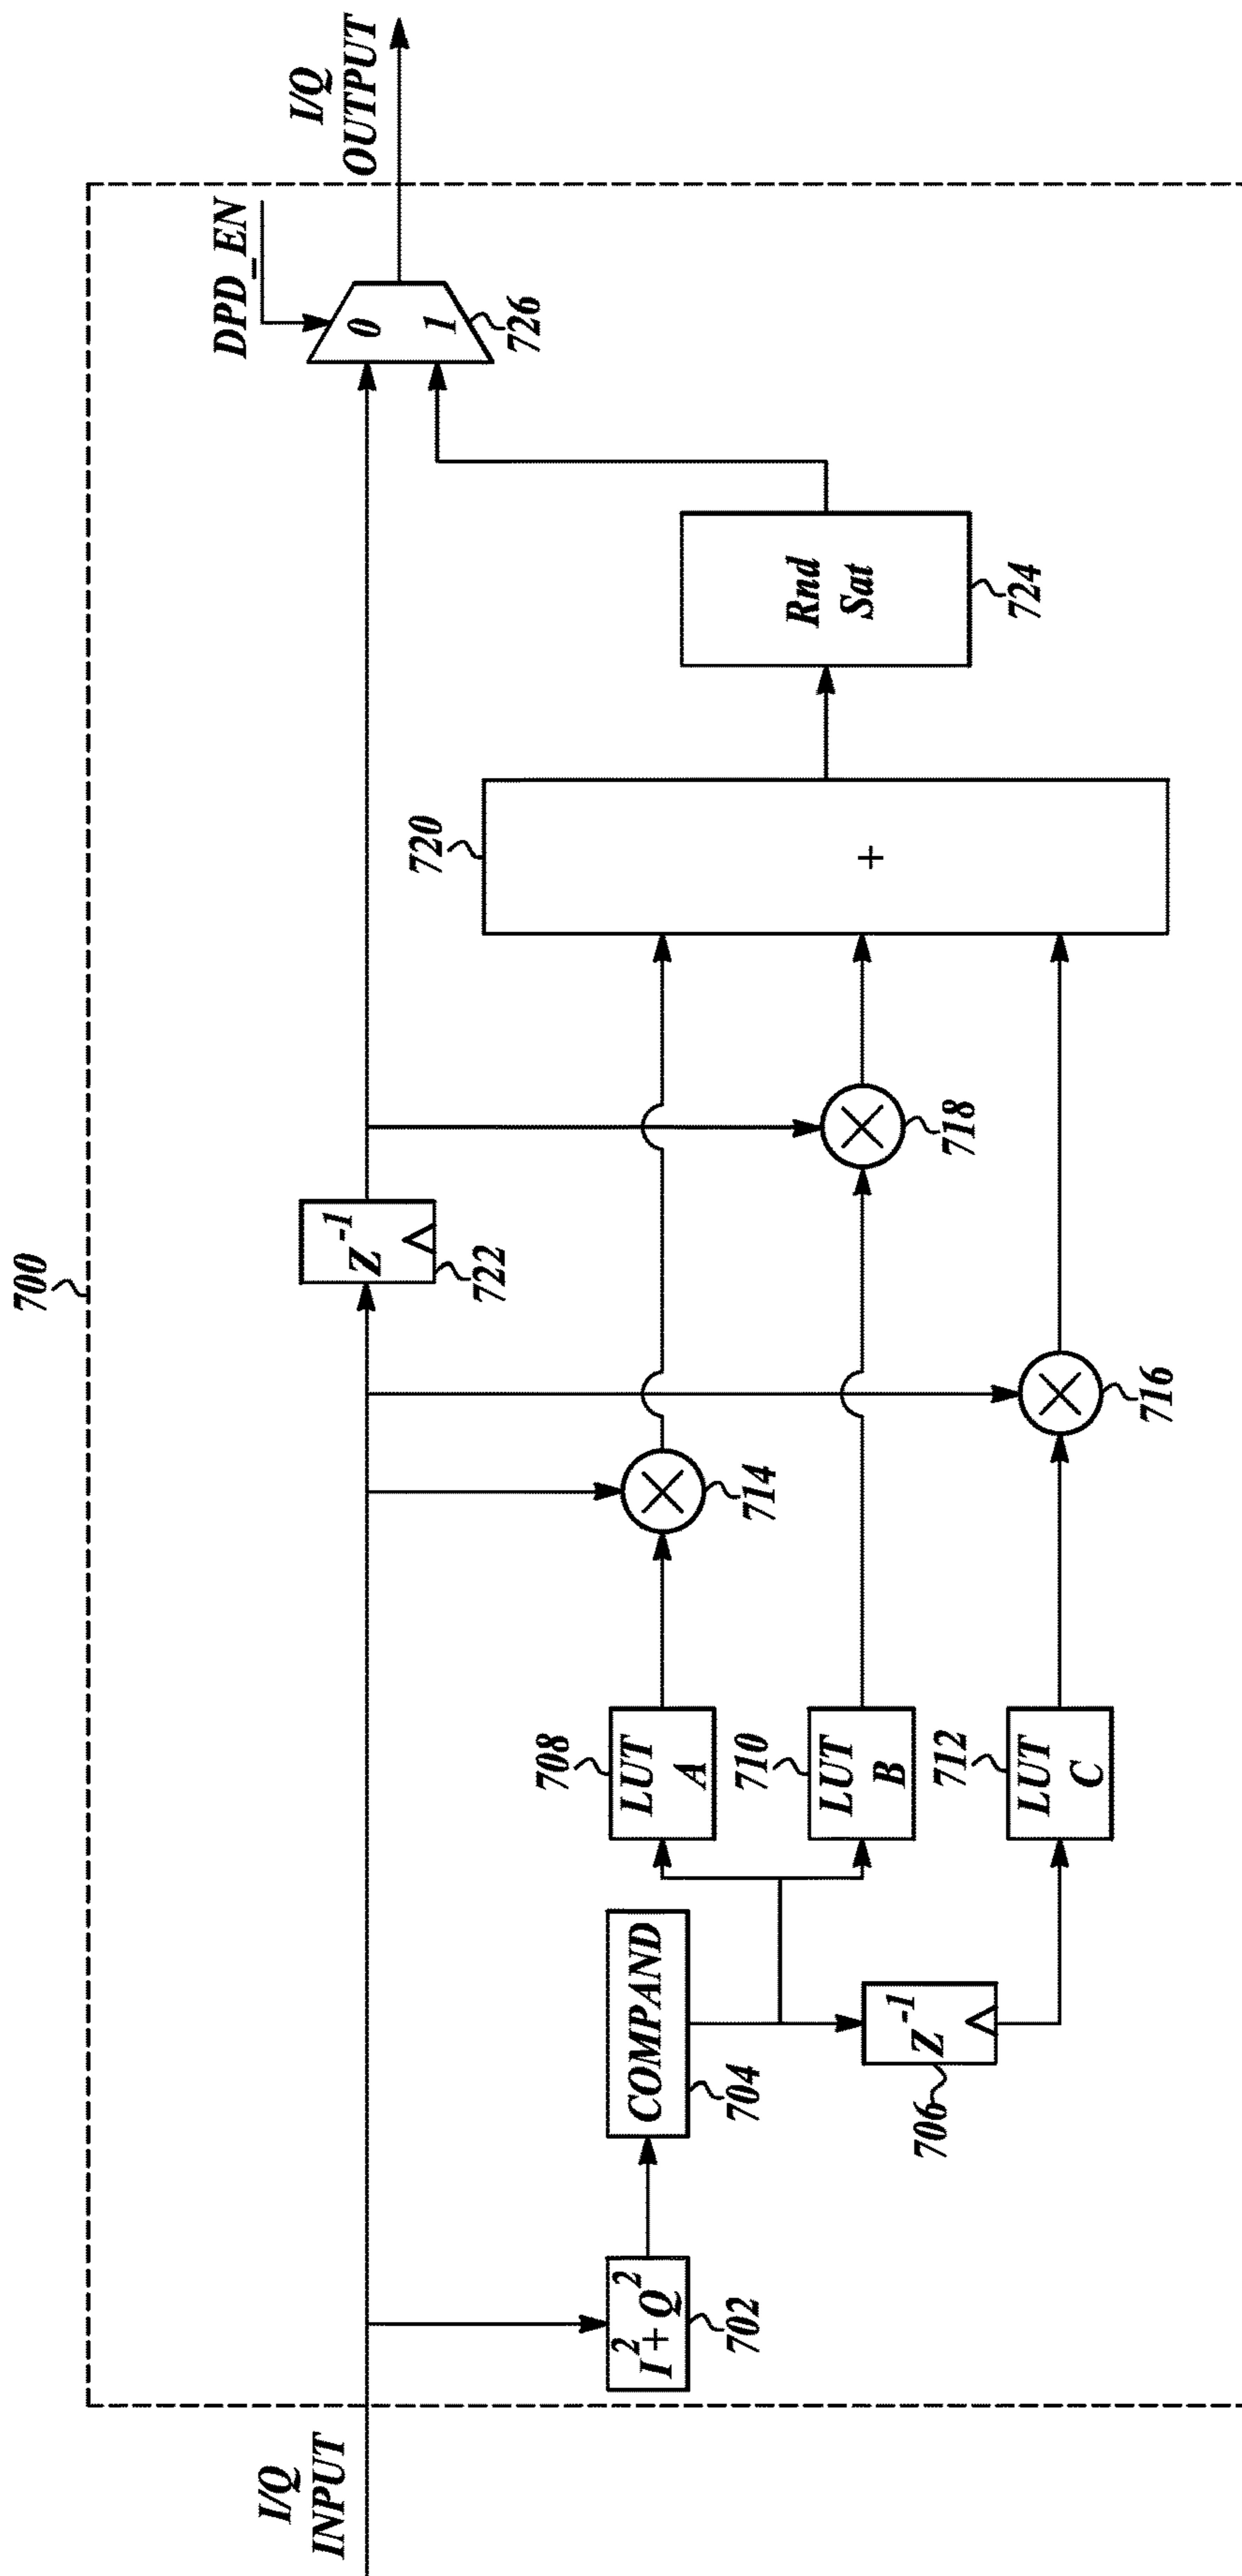 700
I/Q
INPUT
I/Q
OUTPUT
DPD_EN
0
1
726
z⁻¹
722
I²+Q²
702
COMPAND
704
z⁻¹
706
LUT
A
708
LUT
B
710
LUT
C
712
714
716
718
+
720
Rnd
Sat
724